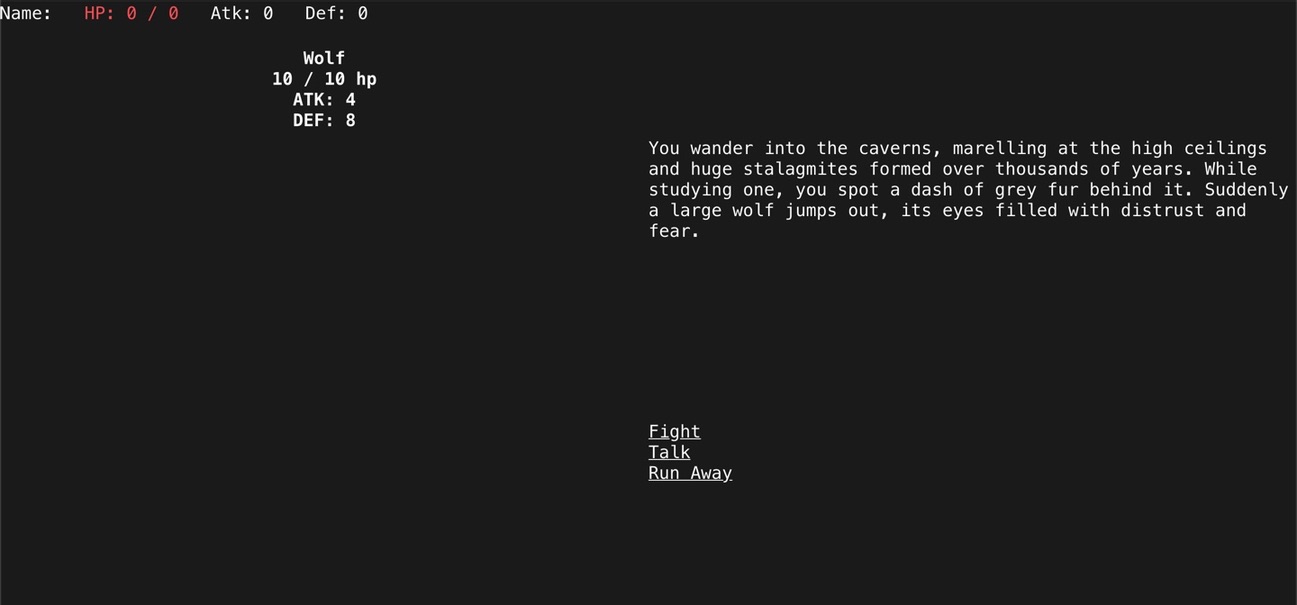 Name:   HP: 0 / 0   Atk: 0   Def: 0
Wolf
10 / 10 hp
ATK: 4
DEF: 8
You wander into the caverns, marelling at the high ceilings
and huge stalagmites formed over thousands of years. While
studying one, you spot a dash of grey fur behind it. Suddenly
a large wolf jumps out, its eyes filled with distrust and
fear.
Fight
Talk
Run Away